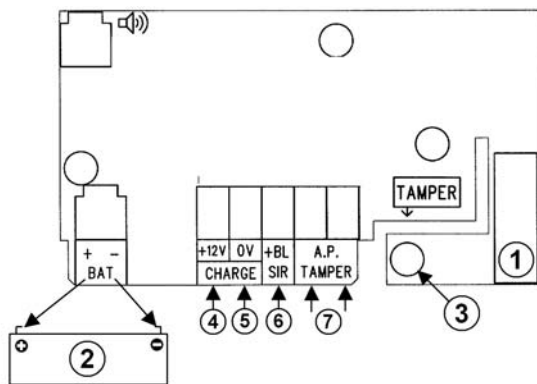 TAMPER
+ -
BAT
+12V 0V +BL A.P.
CHARGE SIR TAMPER
1
4 5 6 7 3
+ 2 -